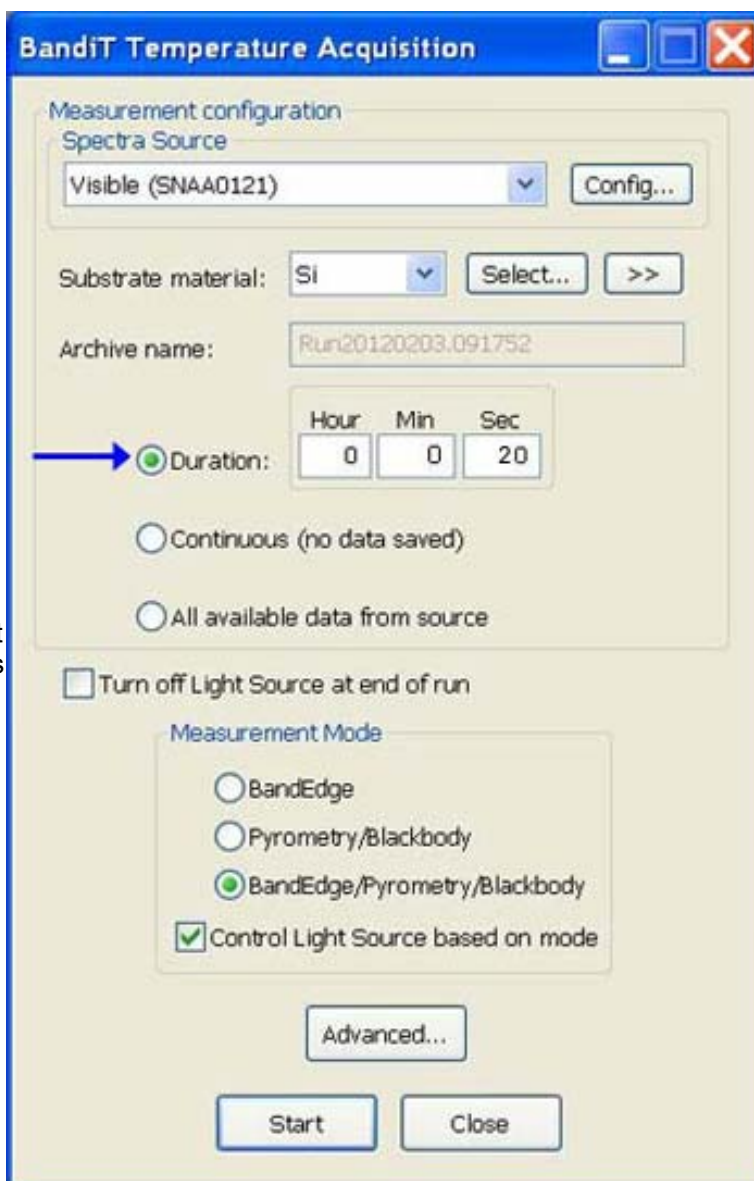 BandiT Temperature Acquisition
Measurement configuration
Spectra Source
Visible (SNAA0121)
Config...
Substrate material:
Si
Select...
>>
Archive name:
Run20120203.091752
Hour Min Sec
Duration:
0 0 20
Continuous (no data saved)
All available data from source
t
s
Turn off Light Source at end of run
Measurement Mode
BandEdge
Pyrometry/Blackbody
BandEdge/Pyrometry/Blackbody
Control Light Source based on mode
Advanced...
Start
Close